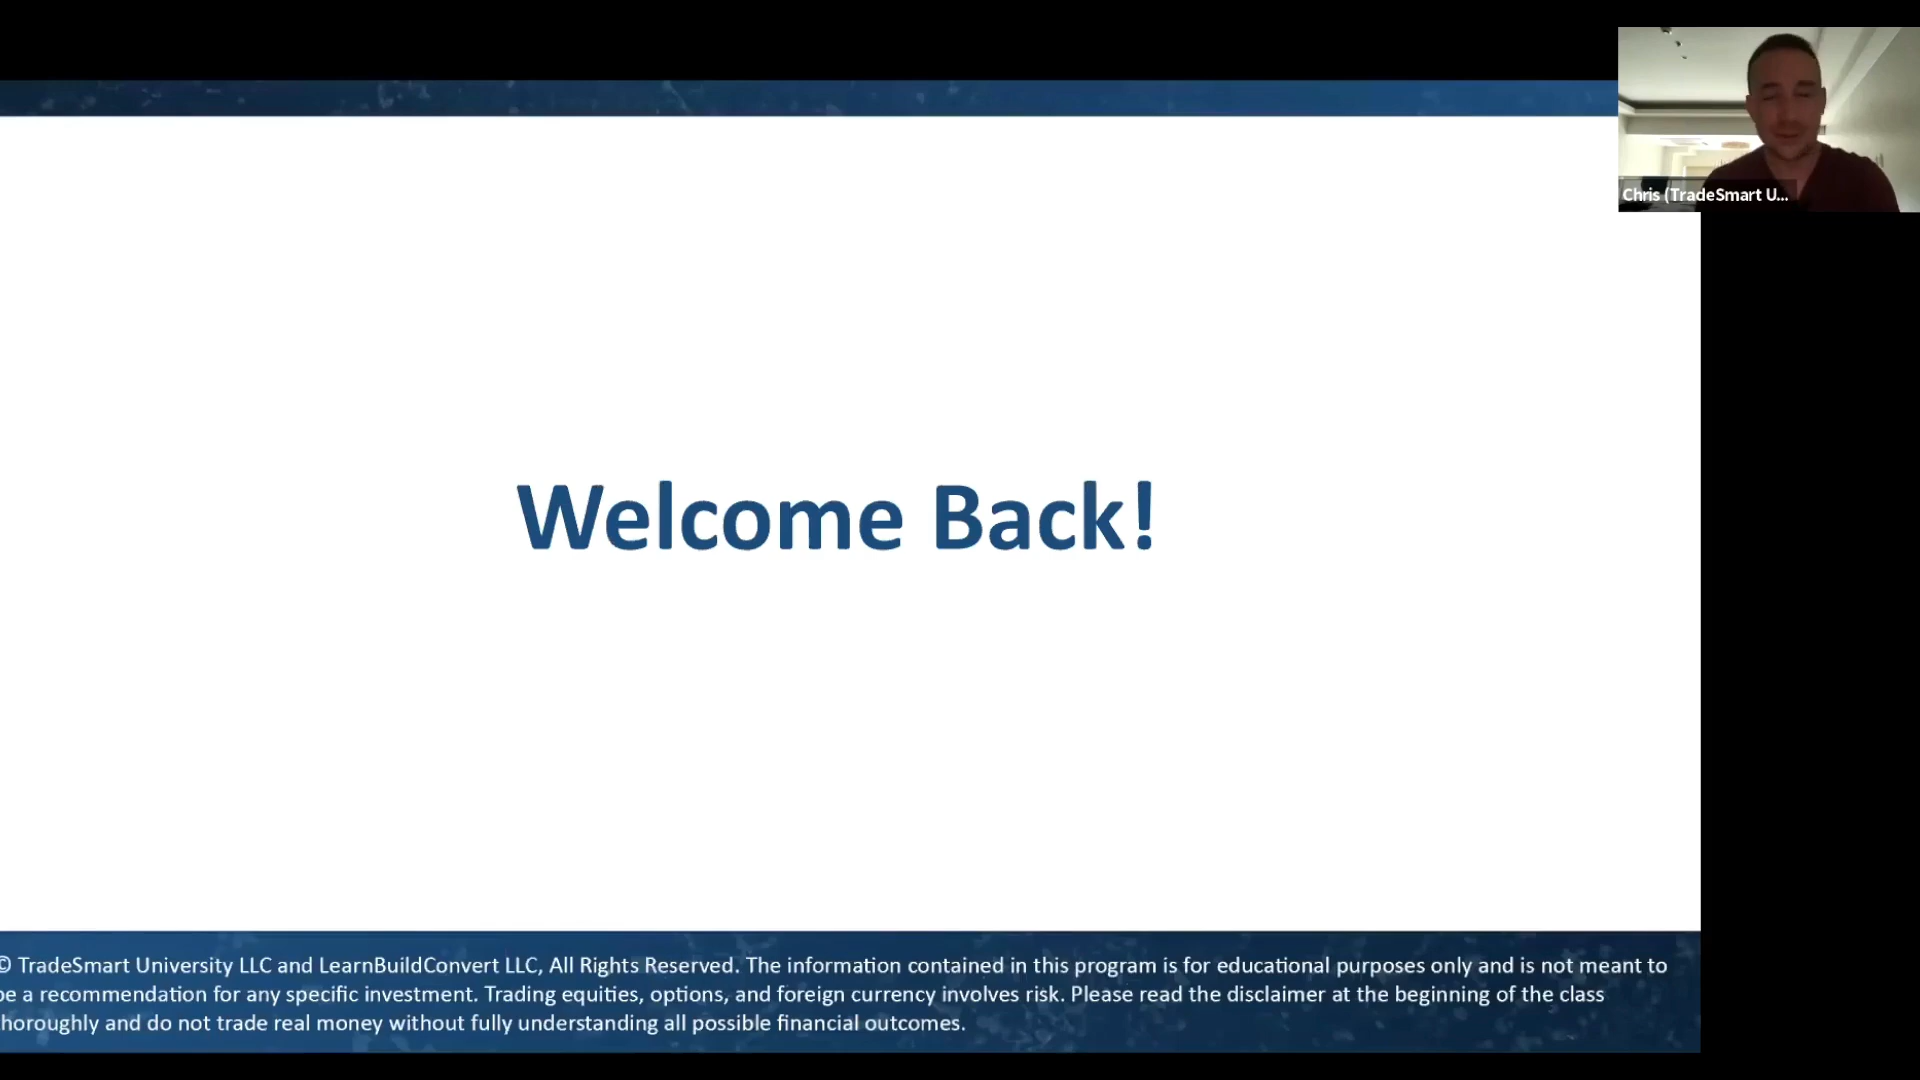 Chris (TradeSmart U...
Welcome Back!
© TradeSmart University LLC and LearnBuildConvert LLC, All Rights Reserved. The information contained in this program is for educational purposes only and is not meant to
be a recommendation for any specific investment. Trading equities, options, and foreign currency involves risk. Please read the disclaimer at the beginning of the class
horoughly and do not trade real money without fully understanding all possible financial outcomes.